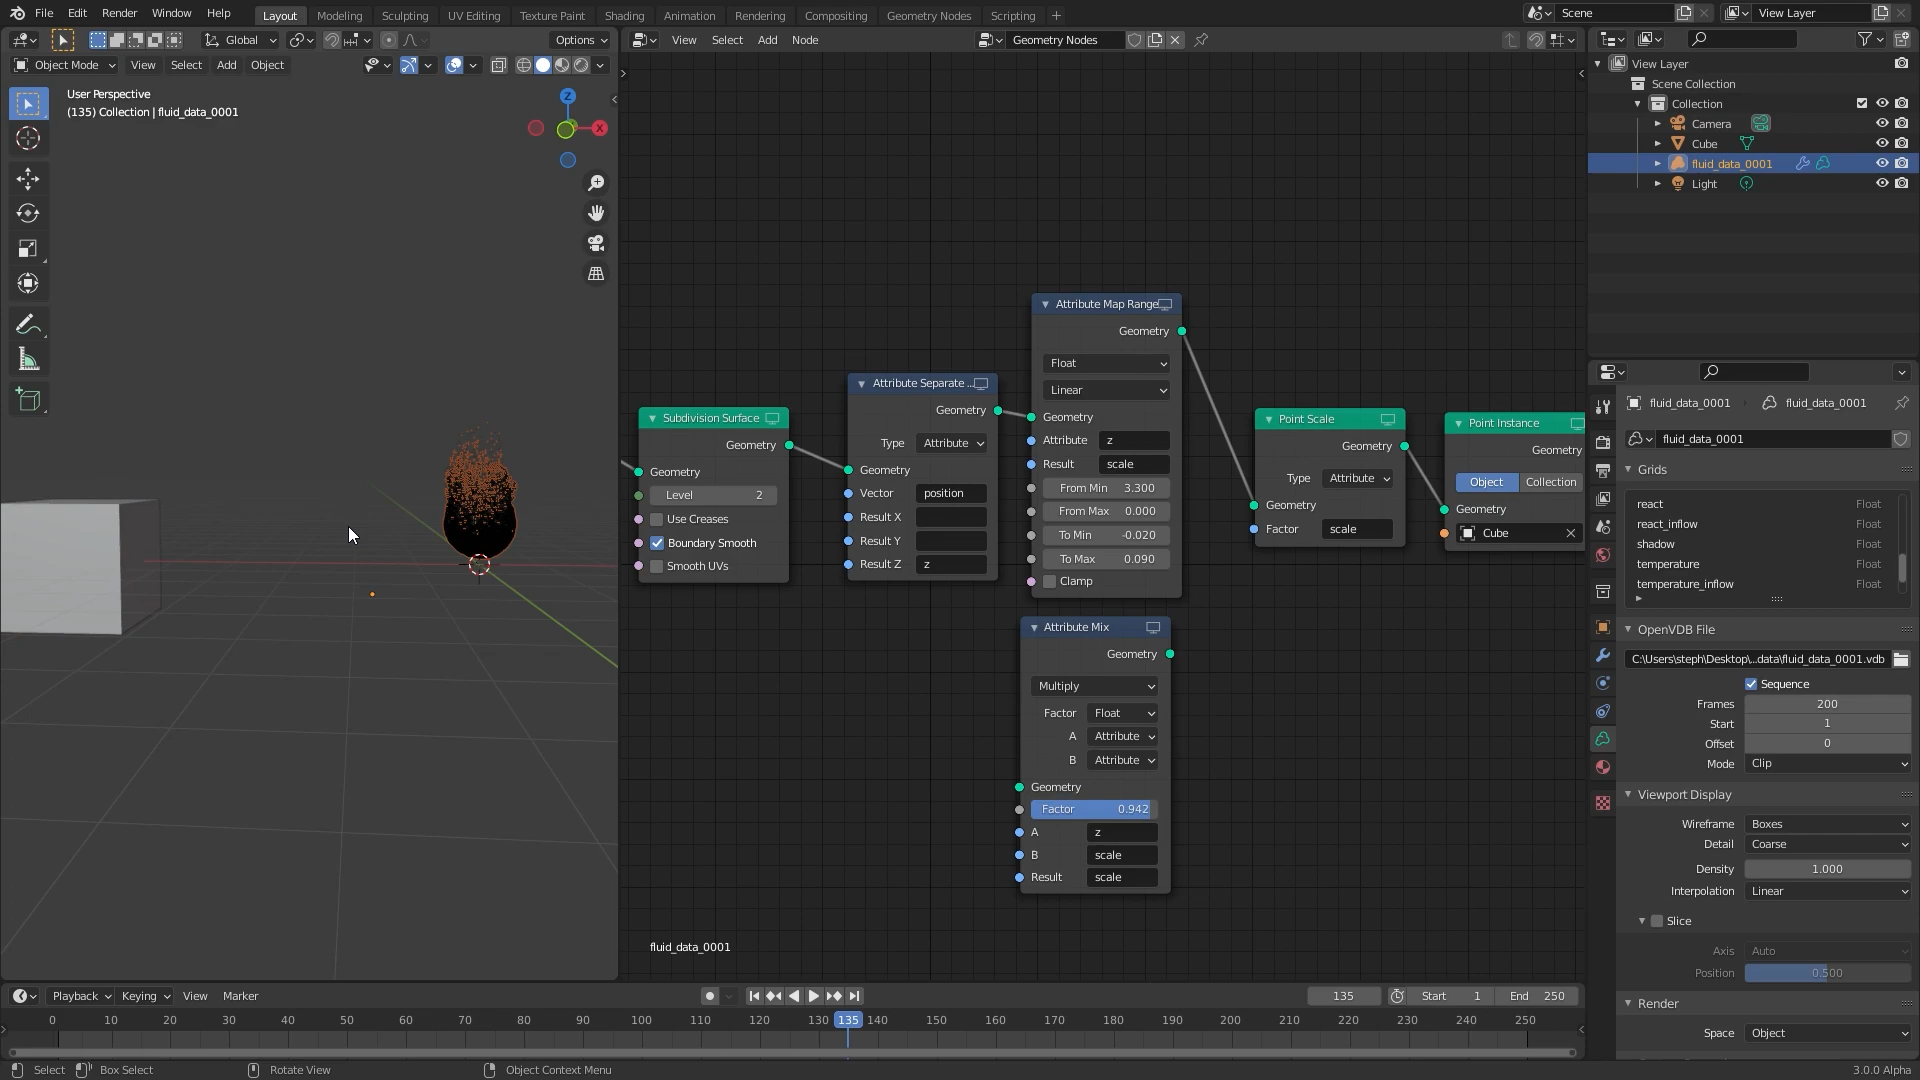 File Edit Render Window Help Layout Modeling Sculpting UV Editing Texture Paint Shading Animation Rendering Compositing Geometry Nodes Scripting + Scene View Layer
Global Options View Select Add Node Geometry Nodes
Object Mode View Select Add Object
User Perspective
(135) Collection | fluid_data_0001
Z
X
Subdivision Surface
Geometry
Geometry
Level 2
Use Creases
Boundary Smooth
Smooth UVs
Attribute Separate ...
Geometry
Type Attribute
Geometry
Vector position
Result X
Result Y
Result Z z
Attribute Map Range
Geometry
Float
Linear
Geometry
Attribute z
Result scale
From Min 3.300
From Max 0.000
To Min -0.020
To Max 0.090
Clamp
Attribute Mix
Geometry
Multiply
Factor Float
A Attribute
B Attribute
Geometry
Factor 0.942
A z
B scale
Result scale
Point Scale
Geometry
Type Attribute
Geometry
Factor scale
Point Instance
Geometry
Object Collection
Geometry
Cube
fluid_data_0001
View Layer
Scene Collection
Collection
Camera
Cube
fluid_data_0001
Light
fluid_data_0001 fluid_data_0001
fluid_data_0001
Grids
react Float
react_inflow Float
shadow Float
temperature Float
temperature_inflow Float
OpenVDB File
C:\Users\steph\Desktop\...data\fluid_data_0001.vdb
Sequence
Frames 200
Start 1
Offset 0
Mode Clip
Viewport Display
Wireframe Boxes
Detail Coarse
Density 1.000
Interpolation Linear
Slice
Axis Auto
Position 0.500
Render
Space Object
Playback Keying View Marker 135 Start 1 End 250
0 10 20 30 40 50 60 70 80 90 100 110 120 130 135 140 150 160 170 180 190 200 210 220 230 240 250
Select Box Select Rotate View Object Context Menu 3.0.0 Alpha